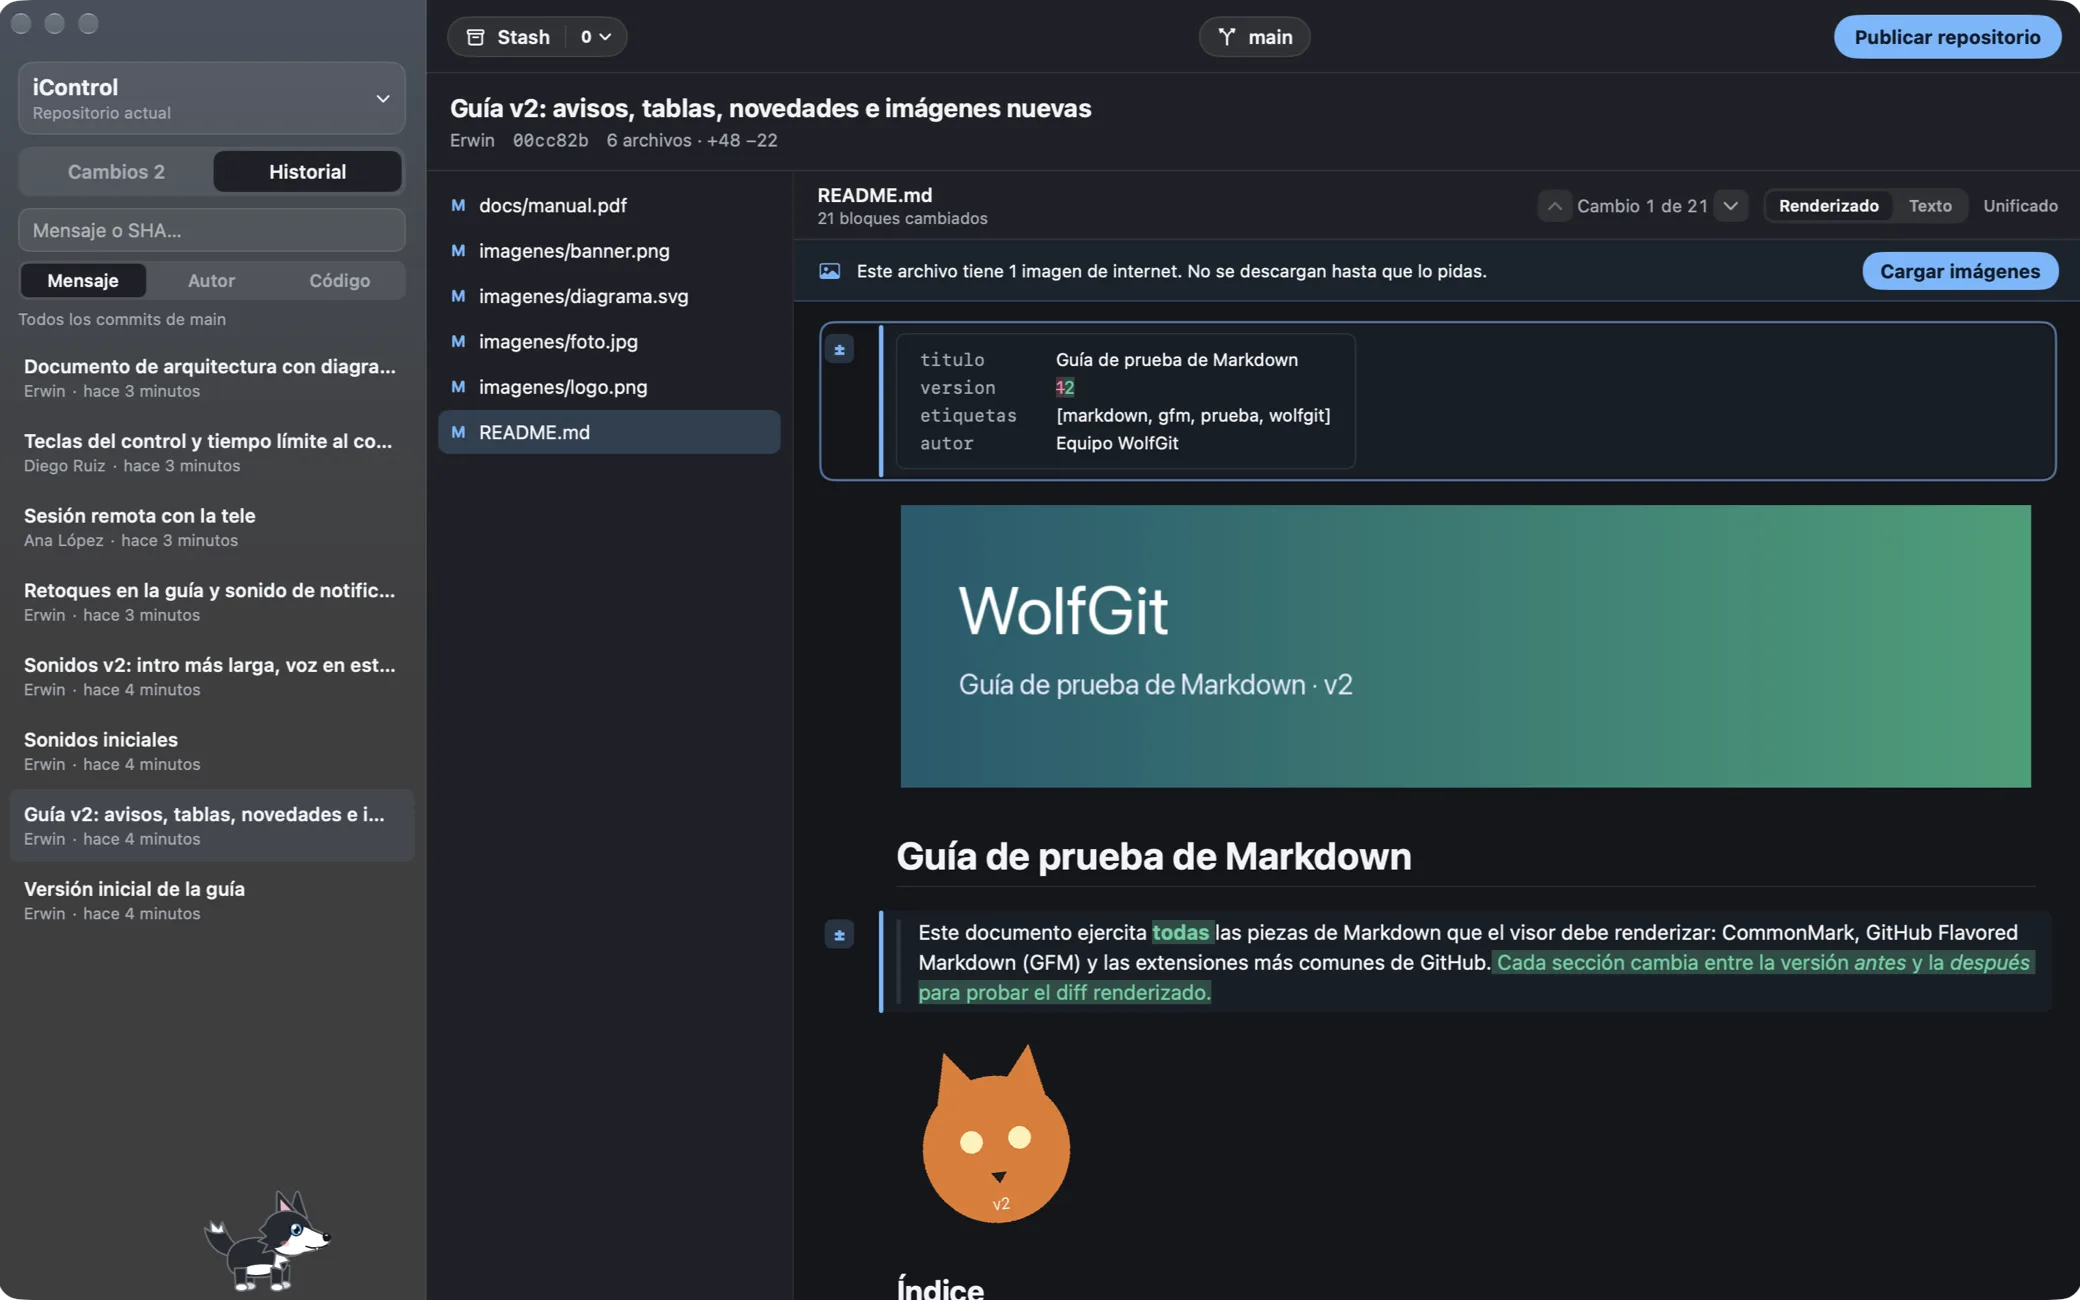 Stash 0
main
Publicar repositorio
iControl
Repositorio actual
Cambios 2
Historial
Mensaje o SHA...
Mensaje
Autor
Código
Todos los commits de main
Documento de arquitectura con diagra...
Erwin · hace 3 minutos
Teclas del control y tiempo límite al co...
Diego Ruiz · hace 3 minutos
Sesión remota con la tele
Ana López · hace 3 minutos
Retoques en la guía y sonido de notific...
Erwin · hace 3 minutos
Sonidos v2: intro más larga, voz en est...
Erwin · hace 4 minutos
Sonidos iniciales
Erwin · hace 4 minutos
Guía v2: avisos, tablas, novedades e i...
Erwin · hace 4 minutos
Versión inicial de la guía
Erwin · hace 4 minutos
Guía v2: avisos, tablas, novedades e imágenes nuevas
Erwin 00cc82b 6 archivos · +48 −22
M docs/manual.pdf
M imagenes/banner.png
M imagenes/diagrama.svg
M imagenes/foto.jpg
M imagenes/logo.png
M README.md
README.md
21 bloques cambiados
Cambio 1 de 21
Renderizado
Texto
Unificado
Este archivo tiene 1 imagen de internet. No se descargan hasta que lo pidas.
Cargar imágenes
titulo Guía de prueba de Markdown
version 12
etiquetas [markdown, gfm, prueba, wolfgit]
autor Equipo WolfGit
WolfGit
Guía de prueba de Markdown · v2
Guía de prueba de Markdown
Este documento ejercita todas las piezas de Markdown que el visor debe renderizar: CommonMark, GitHub Flavored
Markdown (GFM) y las extensiones más comunes de GitHub. Cada sección cambia entre la versión antes y la después
para probar el diff renderizado.
v2
Índice